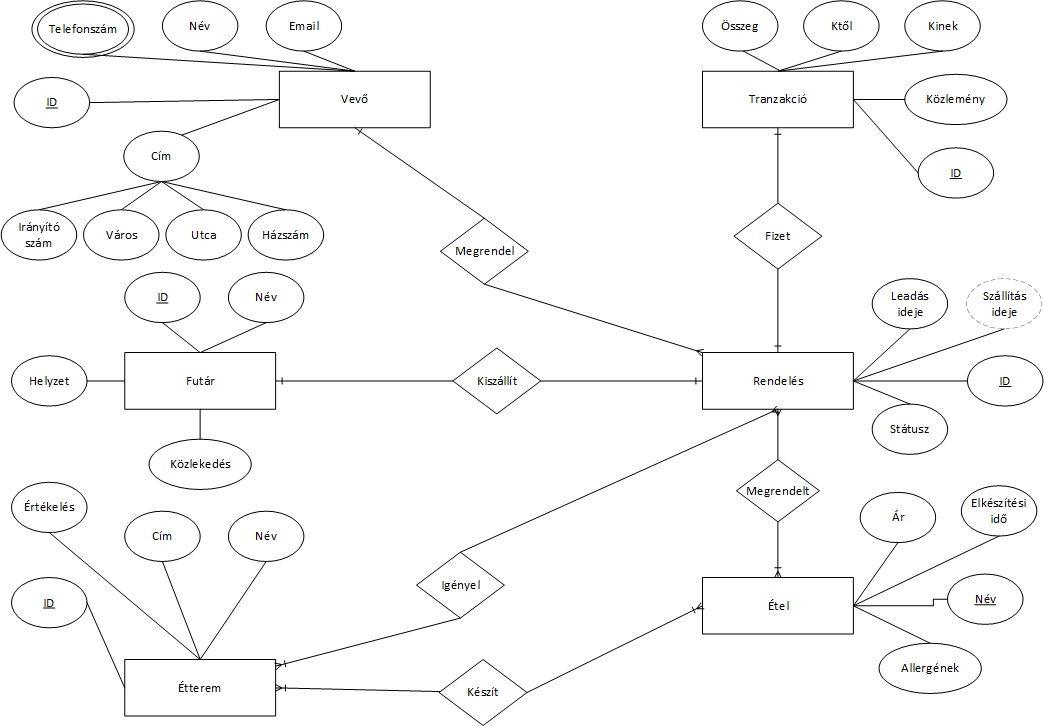 Telefonszám
Név
Email
Összeg
Któl
Kinek
ID
Vevő
Tranzakció
Közlemény
Cím
ID
Irányító
szám
Város
Utca
Házszám
Megrendel
Fizet
ID
Név
Leadás
ideje
Szállítás
ideje
Helyzet
Futár
Kiszállít
Rendelés
ID
Státusz
Közlekedés
Megrendelt
Értékelés
Cím
Név
Ár
Elkészítési
idő
ID
Igényel
Étel
Név
Allergének
Étterem
Készít